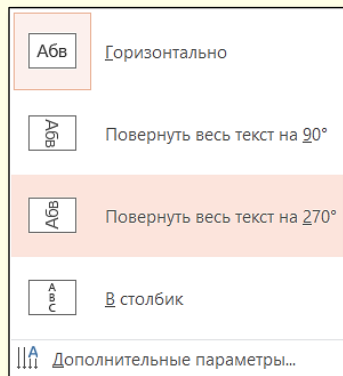 Абв Горизонтально
Абв Повернуть весь текст на 90°
Абв Повернуть весь текст на 270°
A
B
C
В столбик
A Дополнительные параметры...